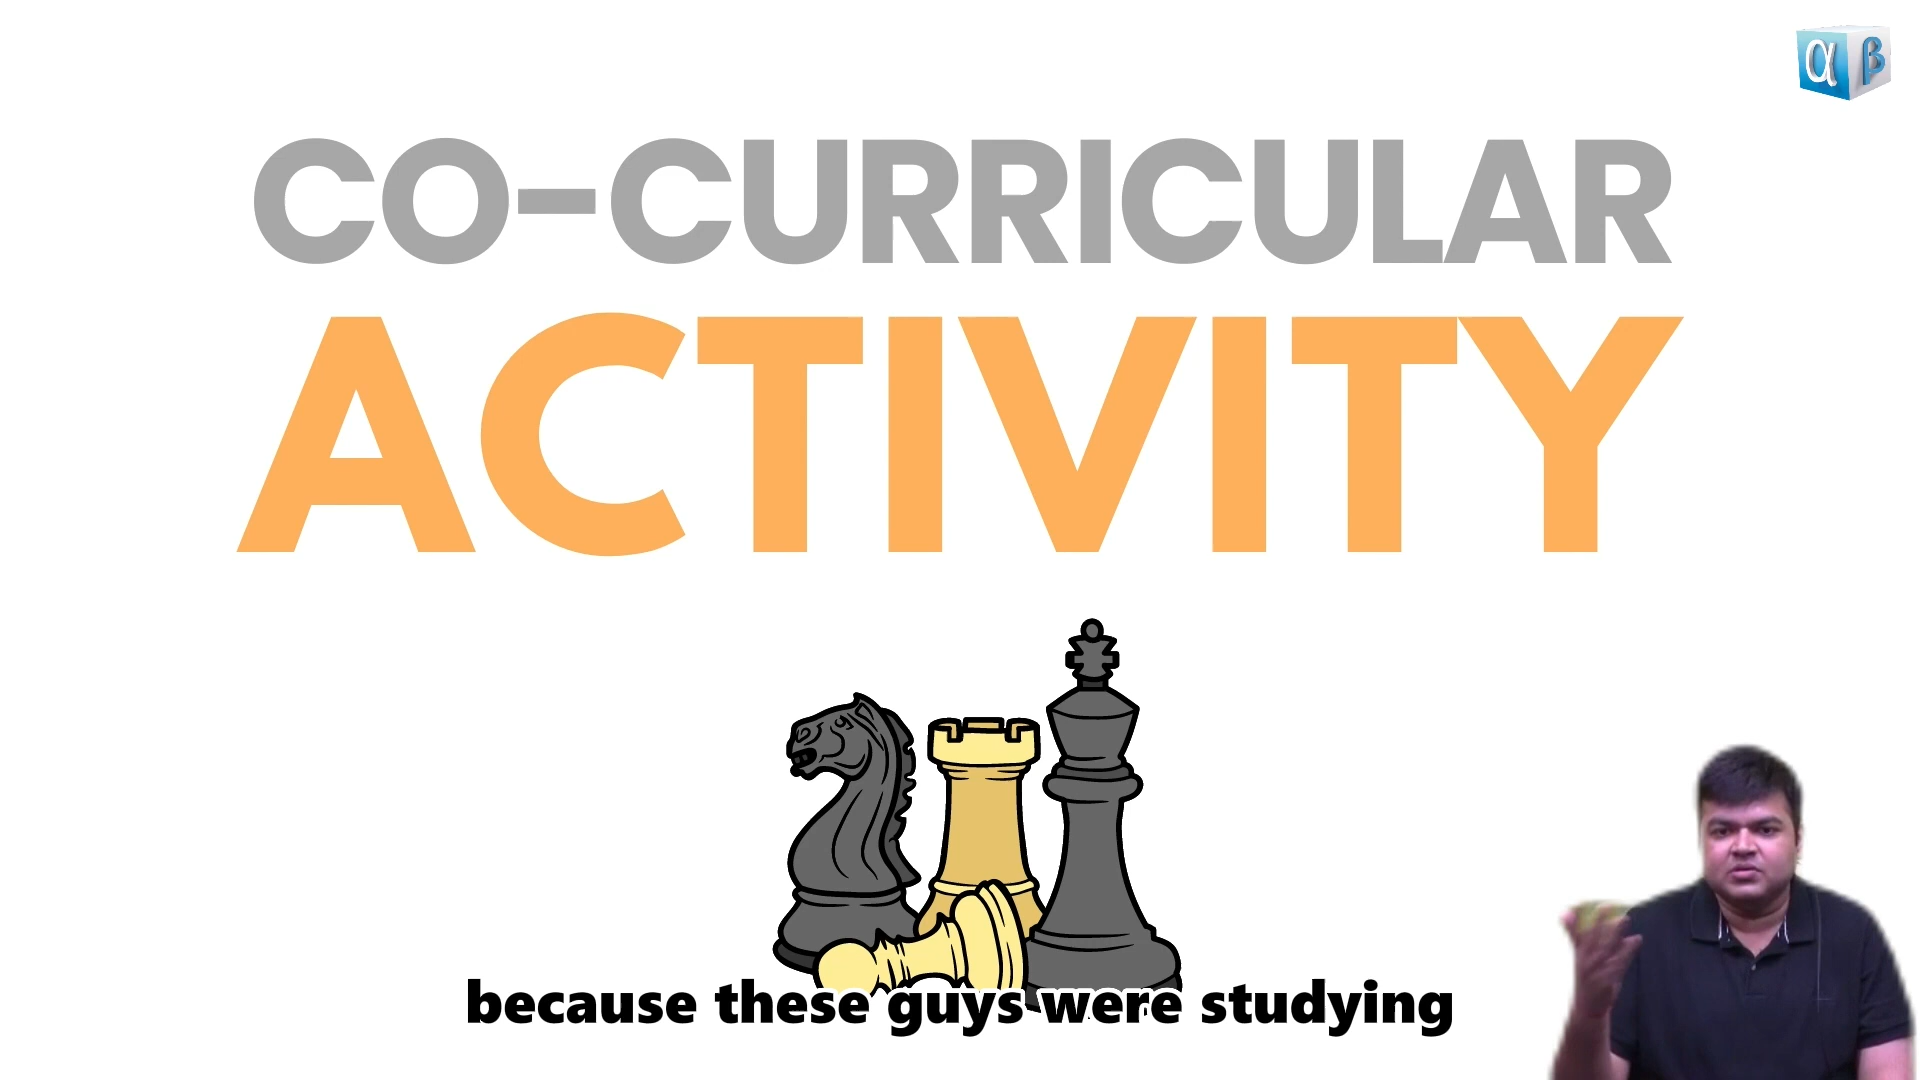 α β
CO-CURRICULAR
ACTIVITY
because these guys were studying